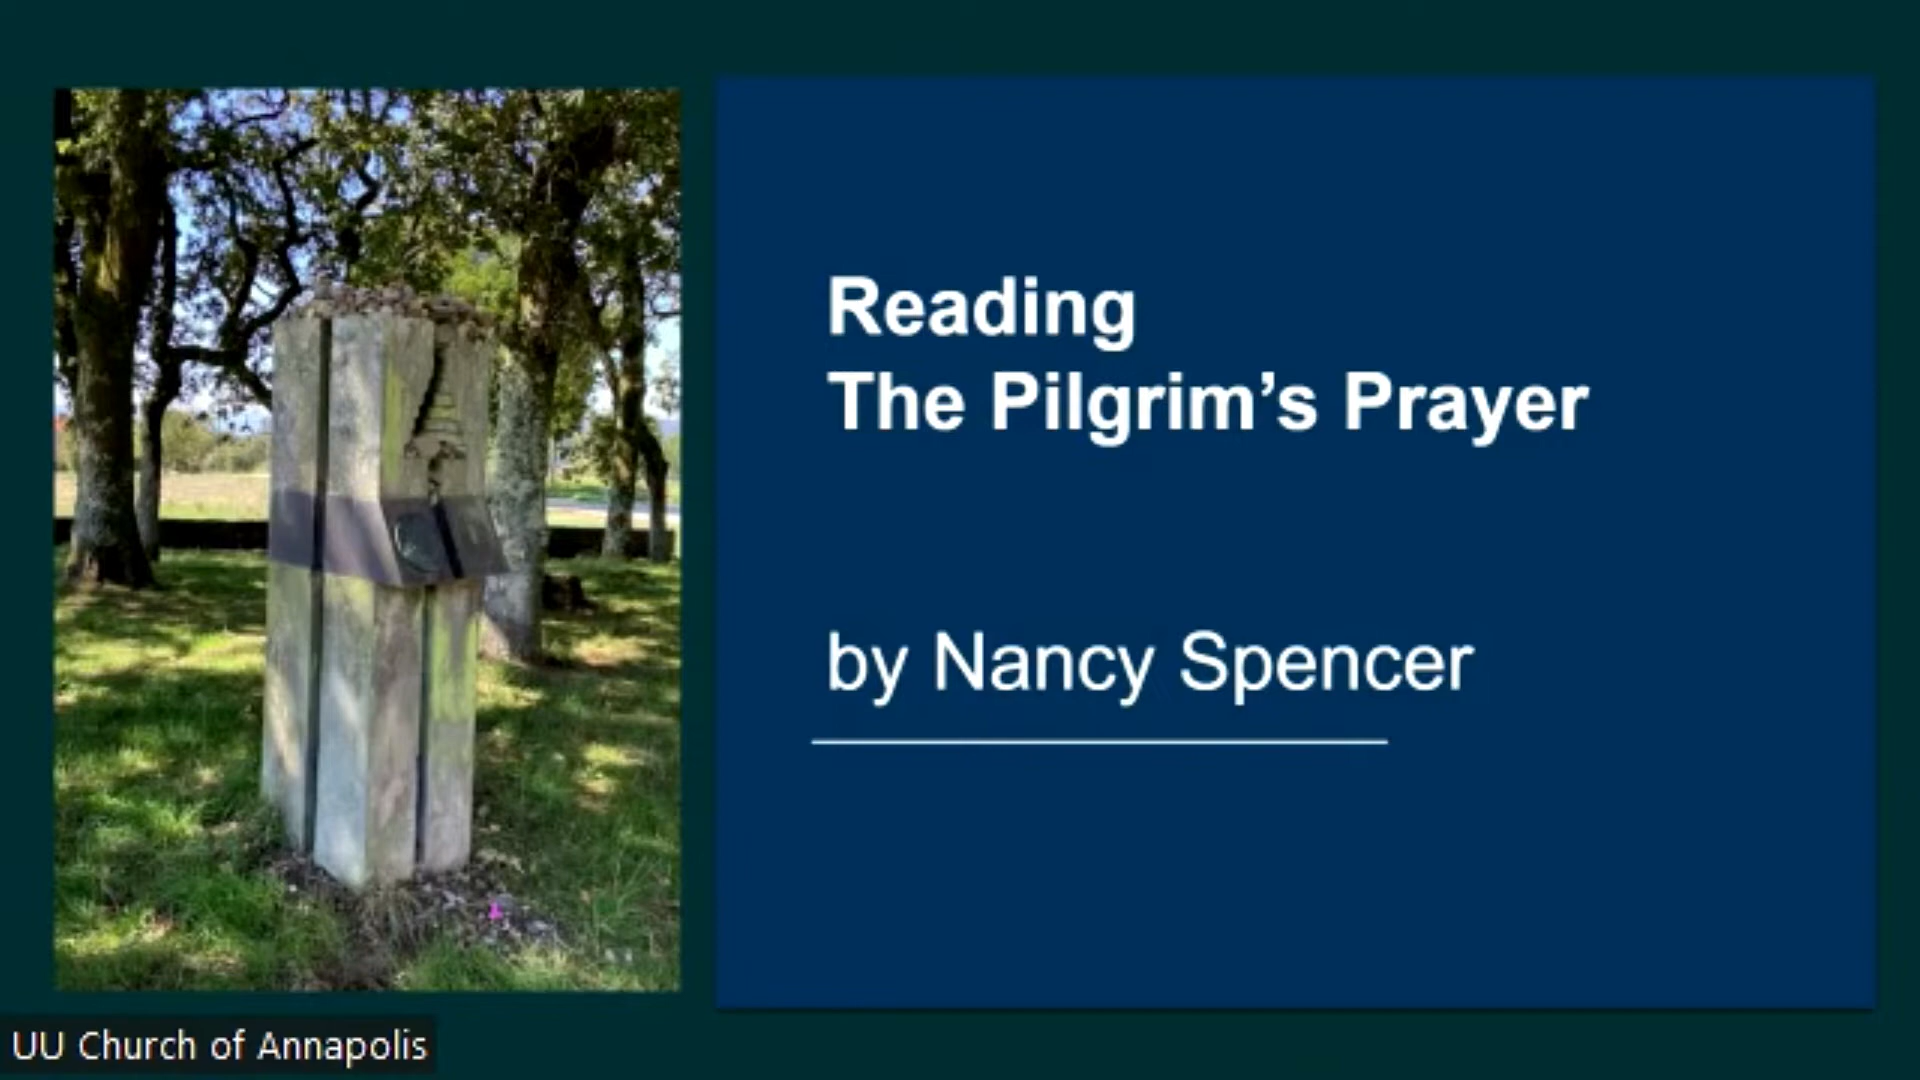 Reading
The Pilgrim’s Prayer
by Nancy Spencer
UU Church of Annapolis